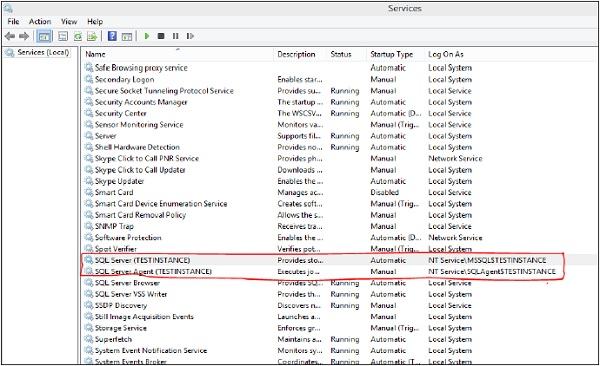 Services
File Action View Help
Services (Local)
Name Description Status Startup Type Log On As
Safe Browsing proxy service Automatic Local System
Secondary Logon Enables star... Manual Local System
Secure Socket Tunneling Protocol Service Provides su... Running Manual Local Service
Security Accounts Manager The startup ... Running Automatic Local System
Security Center The WSCSV... Running Automatic (D... Local Service
Sensor Monitoring Service Monitors va... Manual (Trig... Local System
Server Supports fil... Running Automatic Local System
Shell Hardware Detection Provides no... Running Automatic Local System
Skype Click to Call PNR Service Provides ph... Automatic Network Service
Skype Click to Call Updater Downloads ... Automatic Local System
Skype Updater Enables the ... Automatic Local System
Smart Card Manages ac... Disabled Local Service
Smart Card Device Enumeration Service Creates soft... Manual (Trig... Local System
Smart Card Removal Policy Allows the s... Manual Local System
SNMP Trap Receives tra... Manual Local Service
Software Protection Enables the ... Automatic (D... Network Service
Spot Verifier Verifies pot... Manual (Trig... Local System
SQL Server (TESTINSTANCE) Provides sto... Automatic NT Service\MSSQL$TESTINSTANCE
SQL Server Agent (TESTINSTANCE) Executes jo... Manual NT Service\SQLAgent$TESTINSTANCE
SQL Server Browser Provides SQ... Running Automatic Local Service
SQL Server VSS Writer Provides th... Running Automatic Local System
SSDP Discovery Discovers n... Running Manual Local Service
Still Image Acquisition Events Launches a... Manual Local System
Storage Service Enforces gr... Manual (Trig... Local System
Superfetch Maintains a... Running Automatic Local System
System Event Notification Service Monitors sy... Running Automatic Local System
System Events Broker Coordinates... Running Automatic (T... Local System